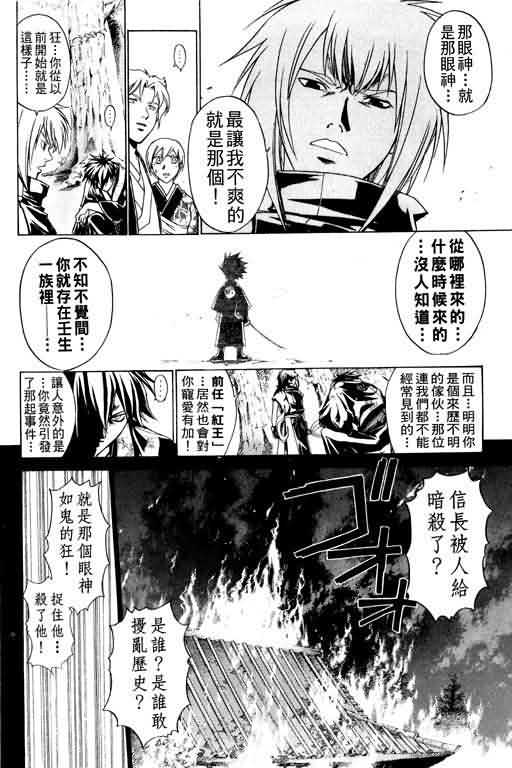 那眼神…就
是那眼神…
最讓我不爽的
就是那個！
…
狂…你從以
前開始就是
這樣子……
從哪裡來的…
什麼時候來的
…沒人知道…
不知不覺間…
你就存在壬生
一族裡……
而且…明明你
是個來歷不明
的傢伙…那位
連我們都不能
經常見到的…
前任「紅王」
…居然也會對
你寵愛有加！
…
讓人意外的是
…你竟然引發
了那起事件…
信長被人給
暗殺了？
ゴオオ
是誰？是誰敢
擾亂歷史？
就是那個眼神
如鬼的狂！
捉住他…
殺了他！